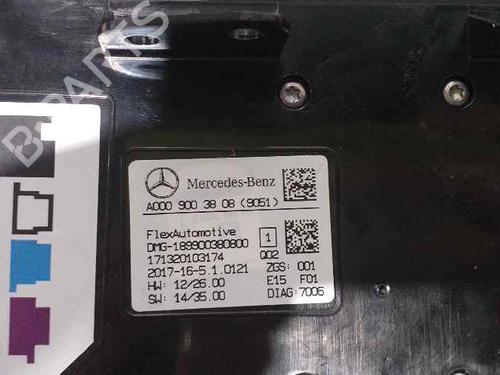 B-PARTS
Mercedes-Benz
A000 900 38 08 (9051)
FlexAutomotive
DMG-189900380800
1
171320103174
Q02
2017-16-5.1.0121
ZGS: 001
HW: 12/26.00
E15 F01
SW: 14/35.00
DIAG:7006